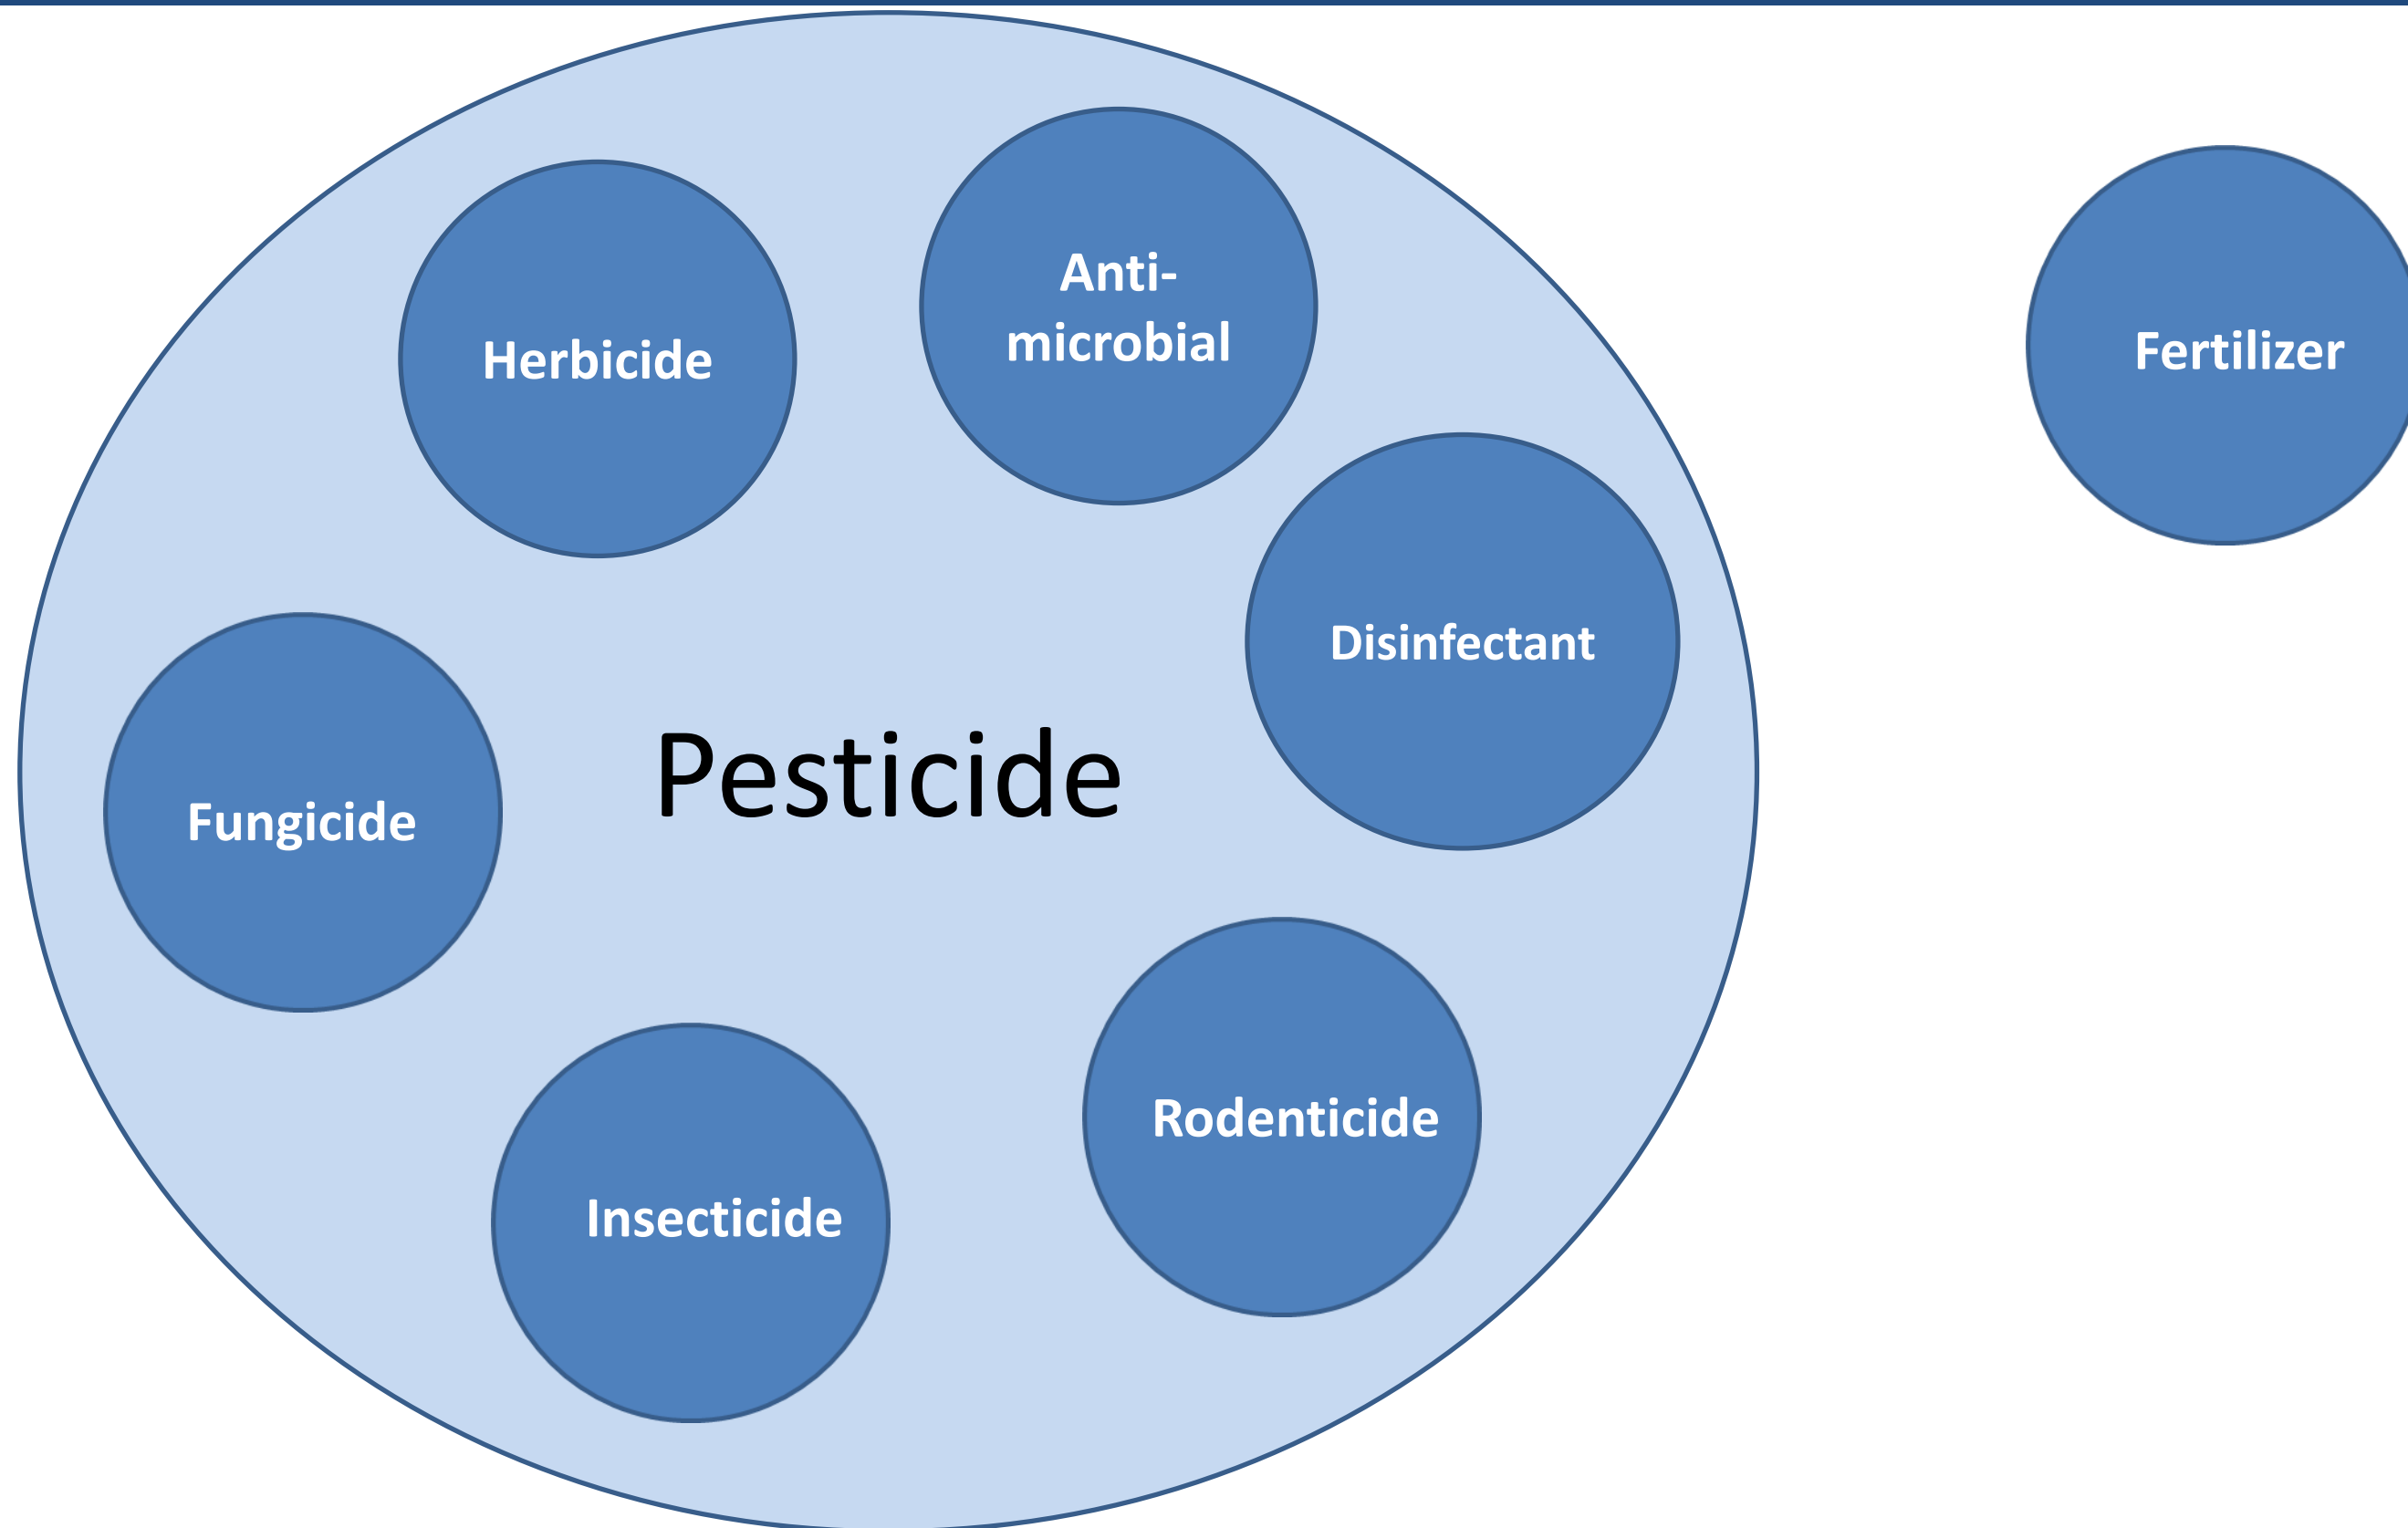 Anti-
microbial
Herbicide
Fertilizer
Disinfectant
Pesticide
Fungicide
Rodenticide
Insecticide